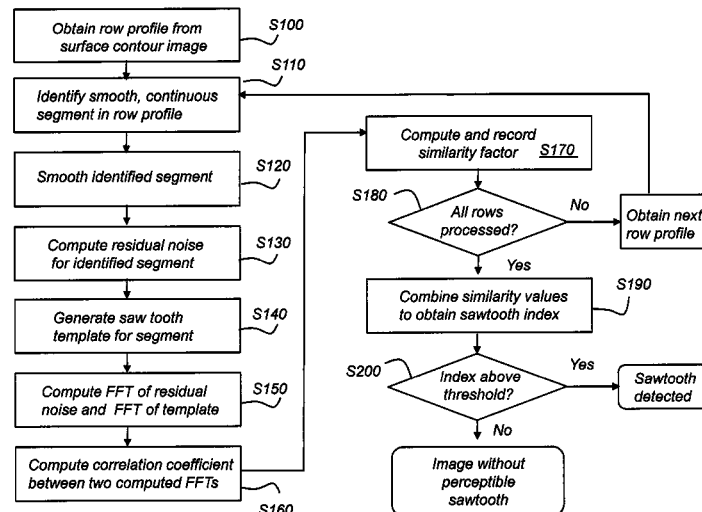 Obtain row profile from
surface contour image
S100
S110
Identify smooth, continuous
segment in row profile
Smooth identified segment
S120
Compute residual noise
for identified segment
S130
Generate saw tooth
template for segment
S140
Compute FFT of residual
noise and FFT of template
S150
Compute correlation coefficient
between two computed FFTs
S160
Compute and record
similarity factor
S170
S180
All rows
processed?
No
Obtain next
row profile
Yes
Combine similarity values
to obtain sawtooth index
S190
S200
Index above
threshold?
Yes
Sawtooth
detected
No
Image without
perceptible
sawtooth